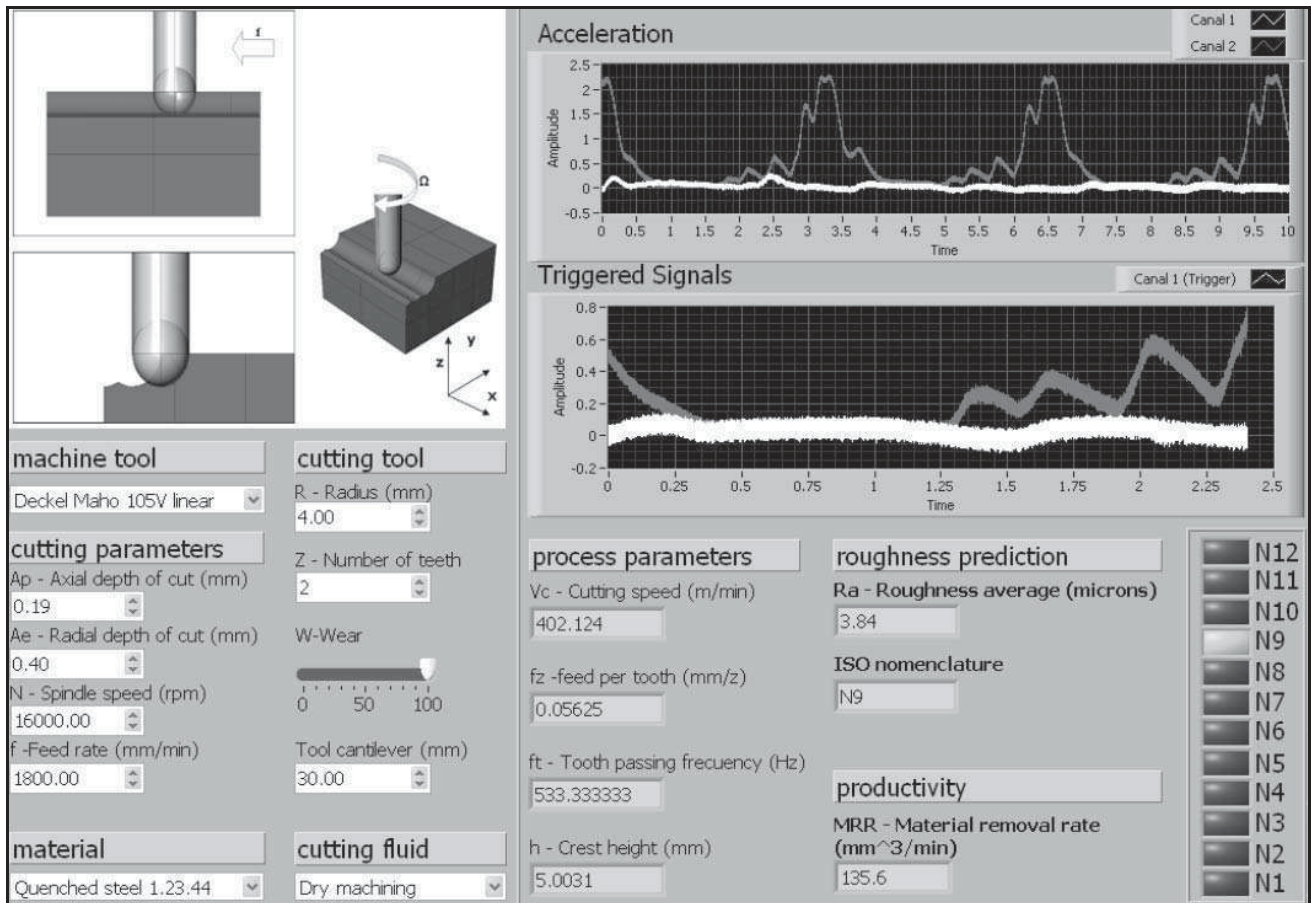 f
Ω
y
z
x
machine tool
Deckel Maho 105V linear
cutting parameters
Ap - Axial depth of cut (mm)
0.19
Ae - Radial depth of cut (mm)
0.40
N - Spindle speed (rpm)
16000.00
f -Feed rate (mm/min)
1800.00
material
Quenched steel 1.23.44
cutting tool
R - Radius (mm)
4.00
Z - Number of teeth
2
W-Wear
0 50 100
Tool cantilever (mm)
30.00
cutting fluid
Dry machining
Acceleration
Canal 1
Canal 2
Amplitude
2.5
2
1.5
1
0.5
0
-0.5
0 0.5 1 1.5 2 2.5 3 3.5 4 4.5 5 5.5 6 6.5 7 7.5 8 8.5 9 9.5 10
Time
Triggered Signals
Canal 1 (Trigger)
Amplitude
0.8
0.6
0.4
0.2
0
-0.2
0 0.25 0.5 0.75 1 1.25 1.5 1.75 2 2.25 2.5
Time
process parameters
Vc - Cutting speed (m/min)
402.124
fz -feed per tooth (mm/z)
0.05625
ft - Tooth passing frecuency (Hz)
533.333333
h - Crest height (mm)
5.0031
roughness prediction
Ra - Roughness average (microns)
3.84
ISO nomenclature
N9
productivity
MRR - Material removal rate
(mm^3/min)
135.6
N12
N11
N10
N9
N8
N7
N6
N5
N4
N3
N2
N1